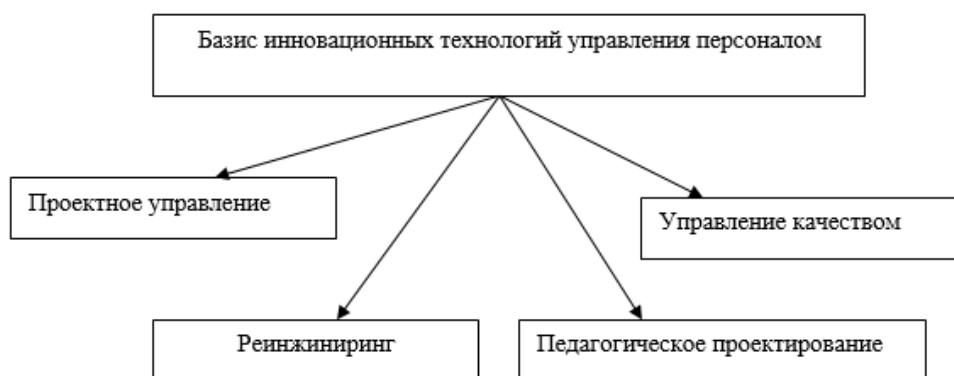 Базис инновационных технологий управления персоналом
Проектное управление
Управление качеством
Реинжиниринг
Педагогическое проектирование